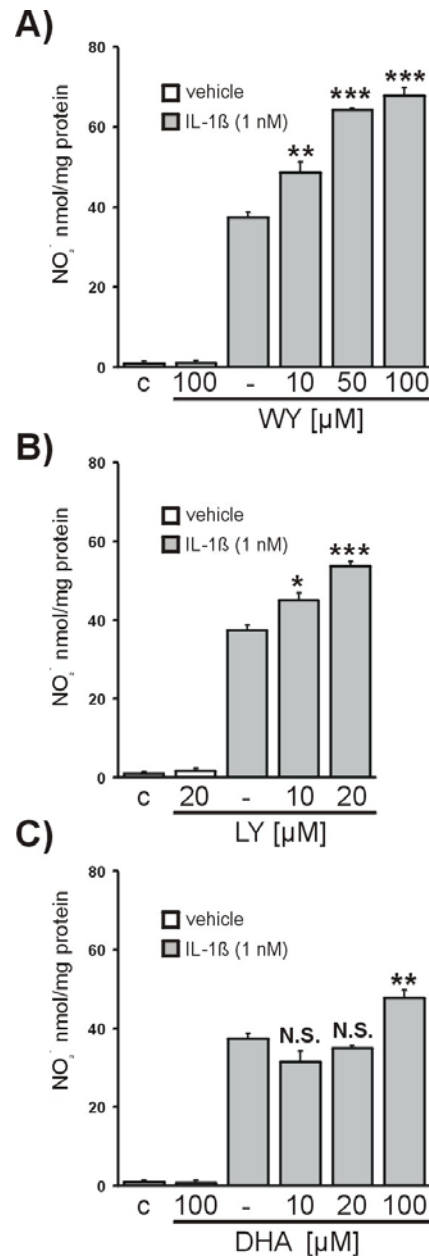 A)
NO₂⁻ nmol/mg protein
80
60
40
20
0
vehicle
IL-1ß (1 nM)
** *** ***
c 100 - 10 50 100
WY [µM]
B)
NO₂⁻ nmol/mg protein
80
60
40
20
0
vehicle
IL-1ß (1 nM)
* ***
c 20 - 10 20
LY [µM]
C)
NO₂⁻ nmol/mg protein
80
60
40
20
0
vehicle
IL-1ß (1 nM)
N.S. N.S. **
c 100 - 10 20 100
DHA [µM]